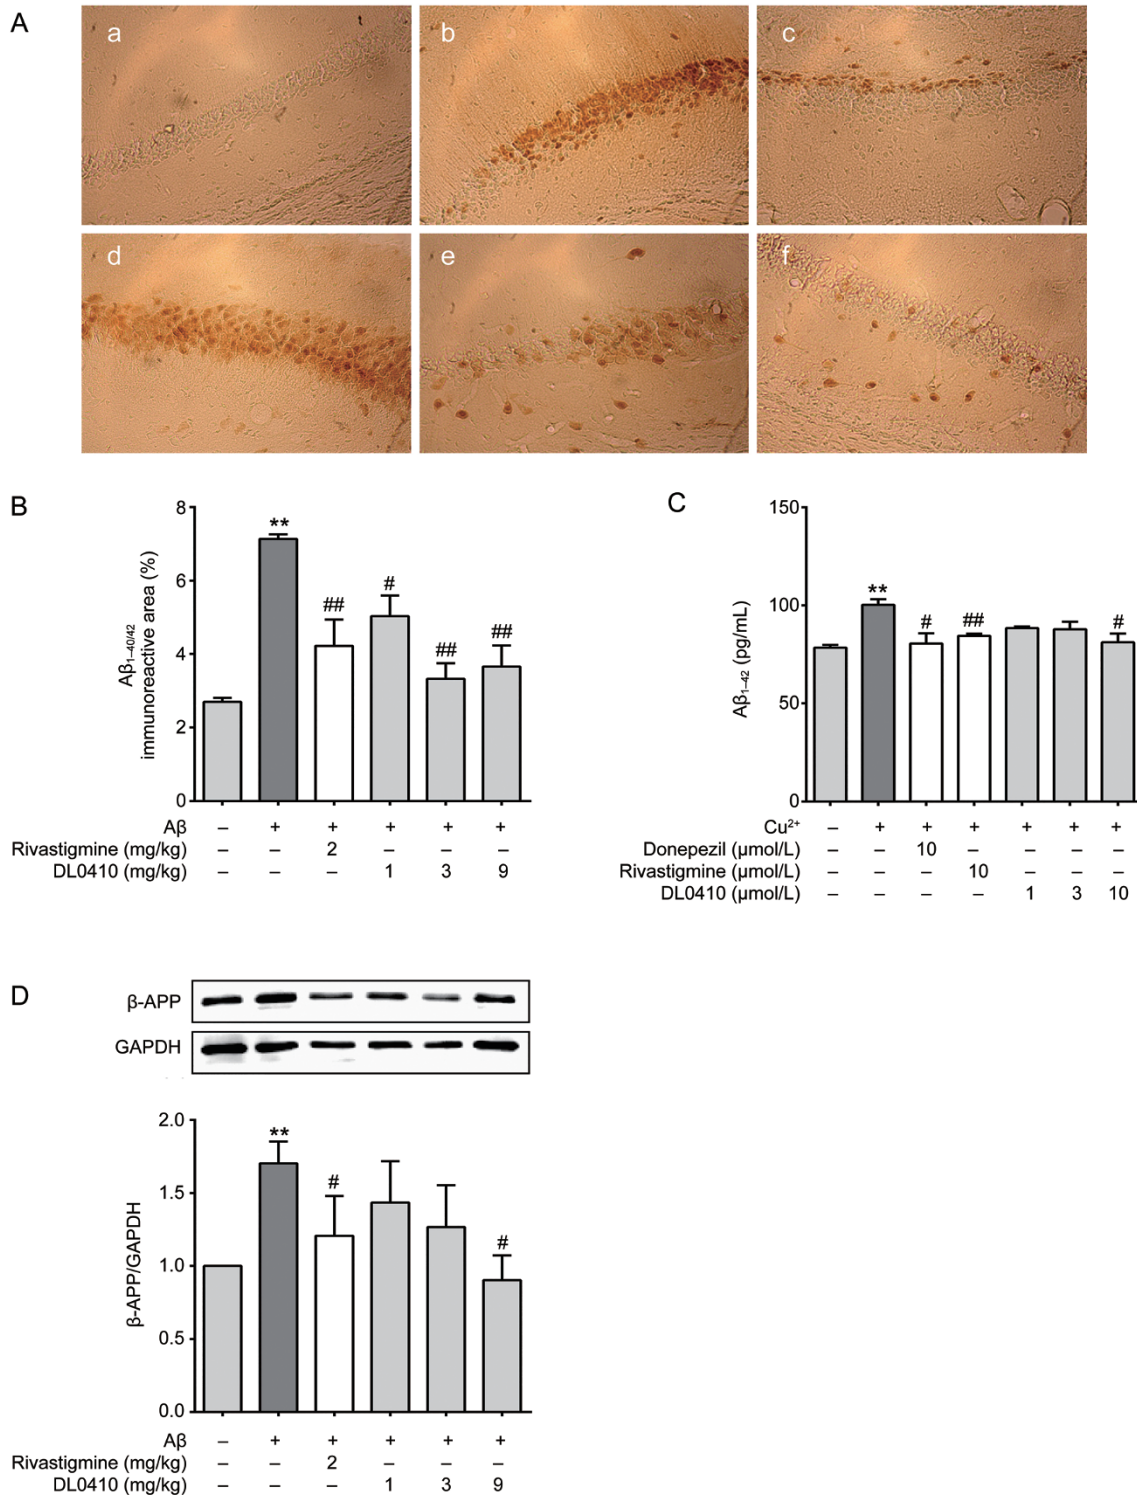 A
a
b
c
d
e
f
B
8
6
4
2
0
Aβ1–40/42
immunoreactive area (%)
**
##
#
##
##
Aβ – + + + + +
Rivastigmine (mg/kg) – – 2 – – –
DL0410 (mg/kg) – – – 1 3 9
C
150
100
50
0
Aβ1–42 (pg/mL)
**
#
##
#
Cu2+ – + + + + + +
Donepezil (μmol/L) – – 10 – – – –
Rivastigmine (μmol/L) – – – 10 – – –
DL0410 (μmol/L) – – – – 1 3 10
D
β-APP
GAPDH
2.0
1.5
1.0
0.5
0.0
β-APP/GAPDH
**
#
#
Aβ – + + + + +
Rivastigmine (mg/kg) – – 2 – – –
DL0410 (mg/kg) – – – 1 3 9